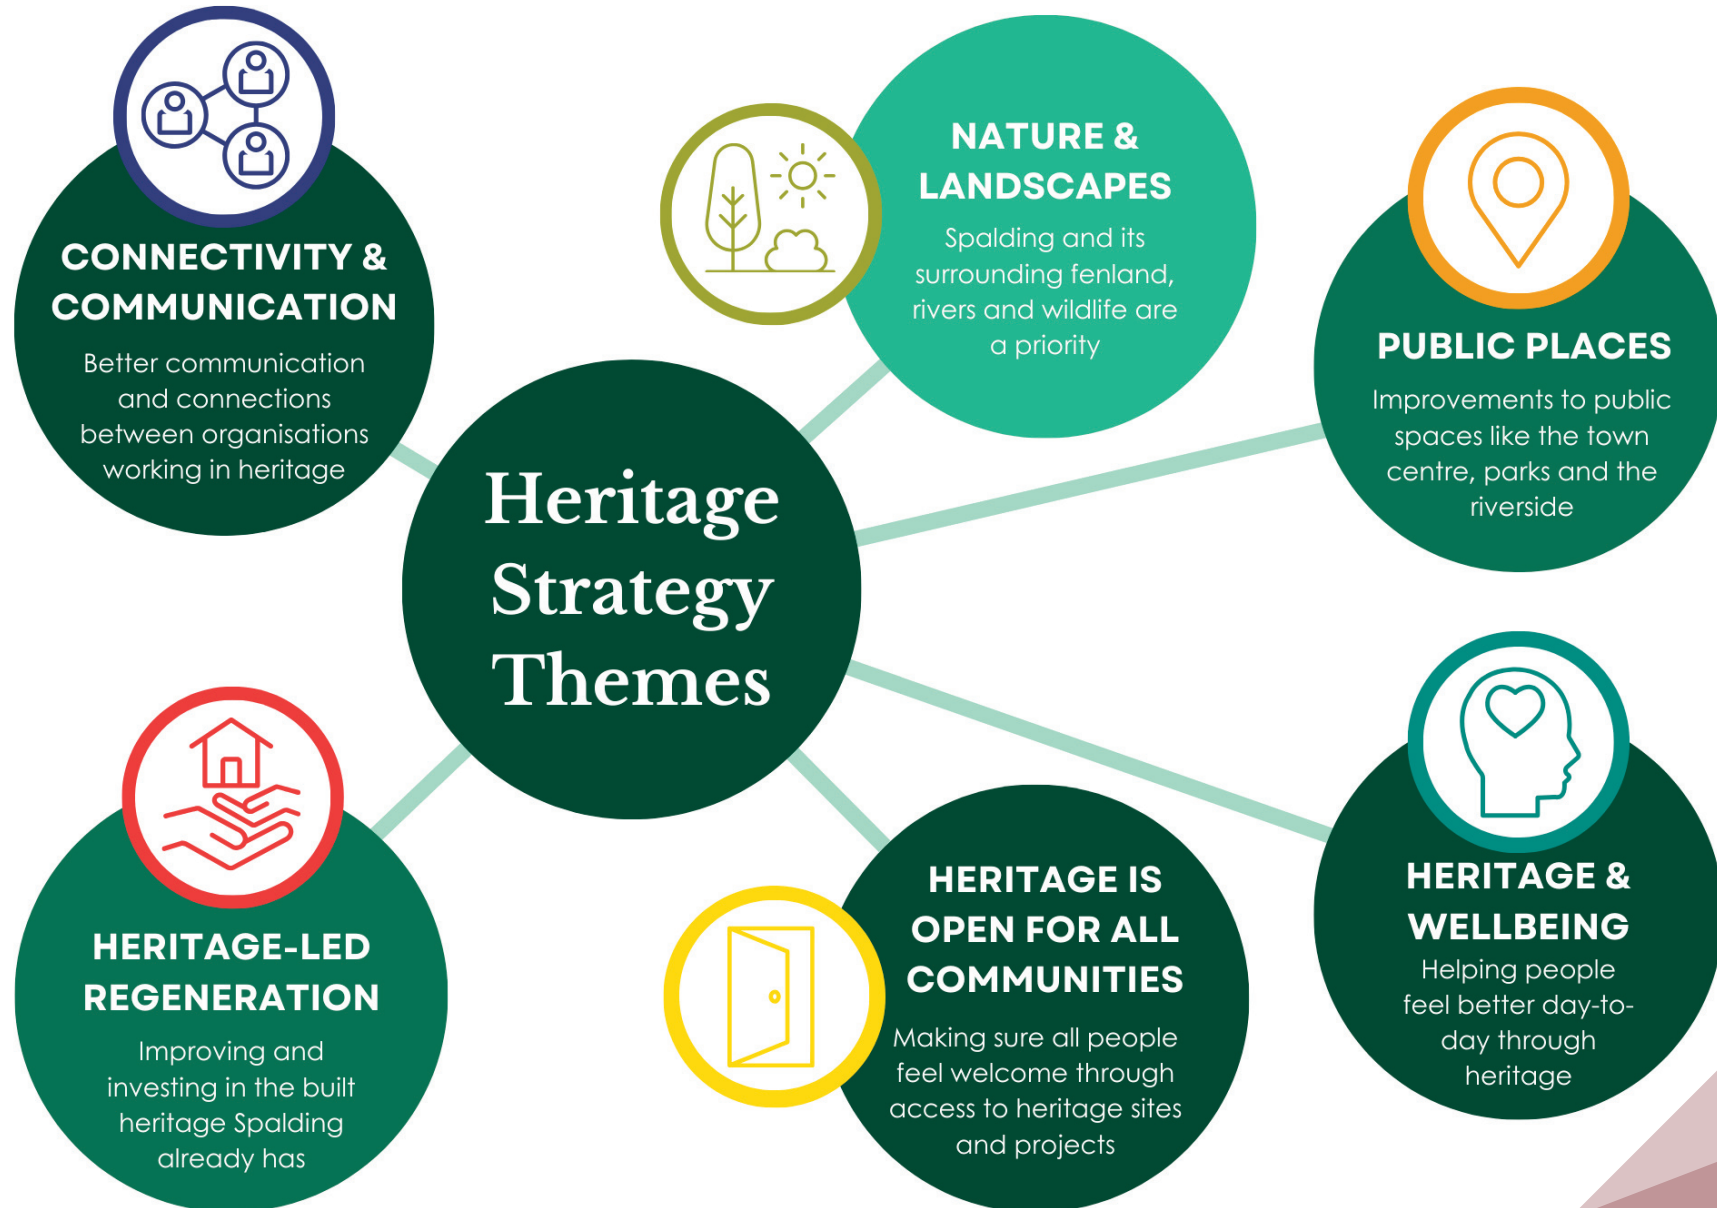 CONNECTIVITY &
COMMUNICATION
Better communication
and connections
between organisations
working in heritage
NATURE &
LANDSCAPES
Spalding and its
surrounding fenland,
rivers and wildlife are
a priority
PUBLIC PLACES
Improvements to public
spaces like the town
centre, parks and the
riverside
Heritage
Strategy
Themes
HERITAGE-LED
REGENERATION
Improving and
investing in the built
heritage Spalding
already has
HERITAGE IS
OPEN FOR ALL
COMMUNITIES
Making sure all people
feel welcome through
access to heritage sites
and projects
HERITAGE &
WELLBEING
Helping people
feel better day-to-
day through
heritage